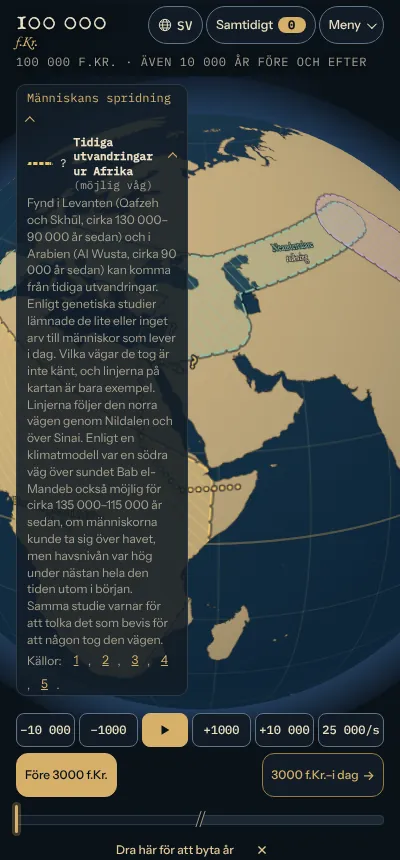 100 000
f.Kr.
SV
Samtidigt 0
Meny
100 000 F.KR. · ÄVEN 10 000 ÅR FÖRE OCH EFTER
Människans spridning
? Tidiga
utvandringar
ur Afrika
(möjlig väg)
Fynd i Levanten (Qafzeh
och Skhūl, cirka 130 000–
90 000 år sedan) och i
Arabien (Al Wusta, cirka 90
000 år sedan) kan komma
från tidiga utvandringar.
Enligt genetiska studier
lämnade de lite eller inget
arv till människor som lever
i dag. Vilka vägar de tog är
inte känt, och linjerna på
kartan är bara exempel.
Linjerna följer den norra
vägen genom Nildalen och
över Sinai. Enligt en
klimatmodell var en södra
väg över sundet Bab el-
Mandeb också möjlig för
cirka 135 000–115 000 år
sedan, om människorna
kunde ta sig över havet,
men havsnivån var hög
under nästan hela den
tiden utom i början.
Samma studie varnar för
att tolka det som bevis för
att någon tog den vägen.
Källor: 1 , 2 , 3 , 4
, 5 .
−10 000
−1000
+1000
+10 000
25 000/s
Före 3000 f.Kr.
3000 f.Kr.–i dag →
//
Dra här för att byta år ×